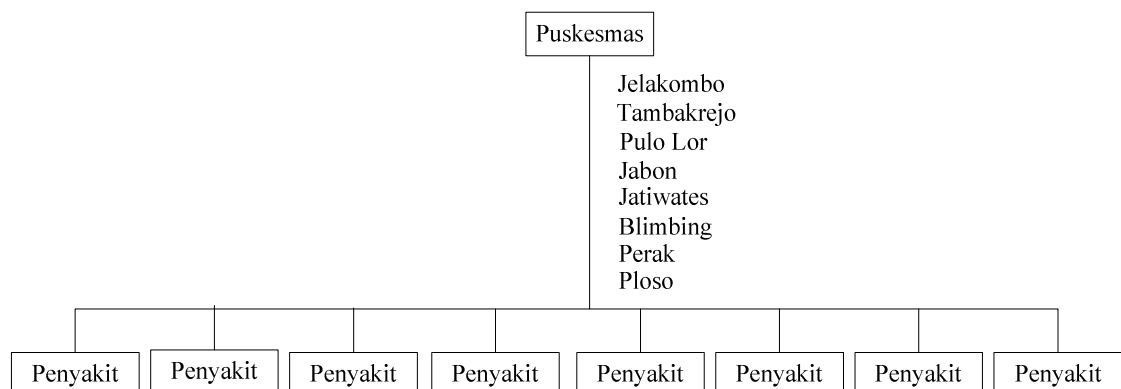 Puskesmas
Jelakombo
Tambakrejo
Pulo Lor
Jabon
Jatiwates
Blimbing
Perak
Ploso
Penyakit Penyakit Penyakit Penyakit Penyakit Penyakit Penyakit Penyakit